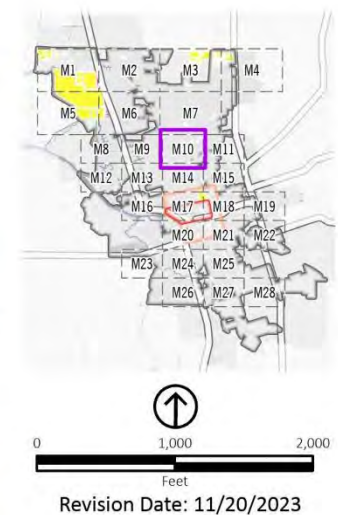 M1 M2 M3 M4
M5 M6 M7
M8 M9 M10 M11
M12 M13 M14 M15
M16 M17 M18 M19
M20 M21 M22
M23 M24 M25
M26 M27 M28
0 1,000 2,000
Feet
Revision Date: 11/20/2023